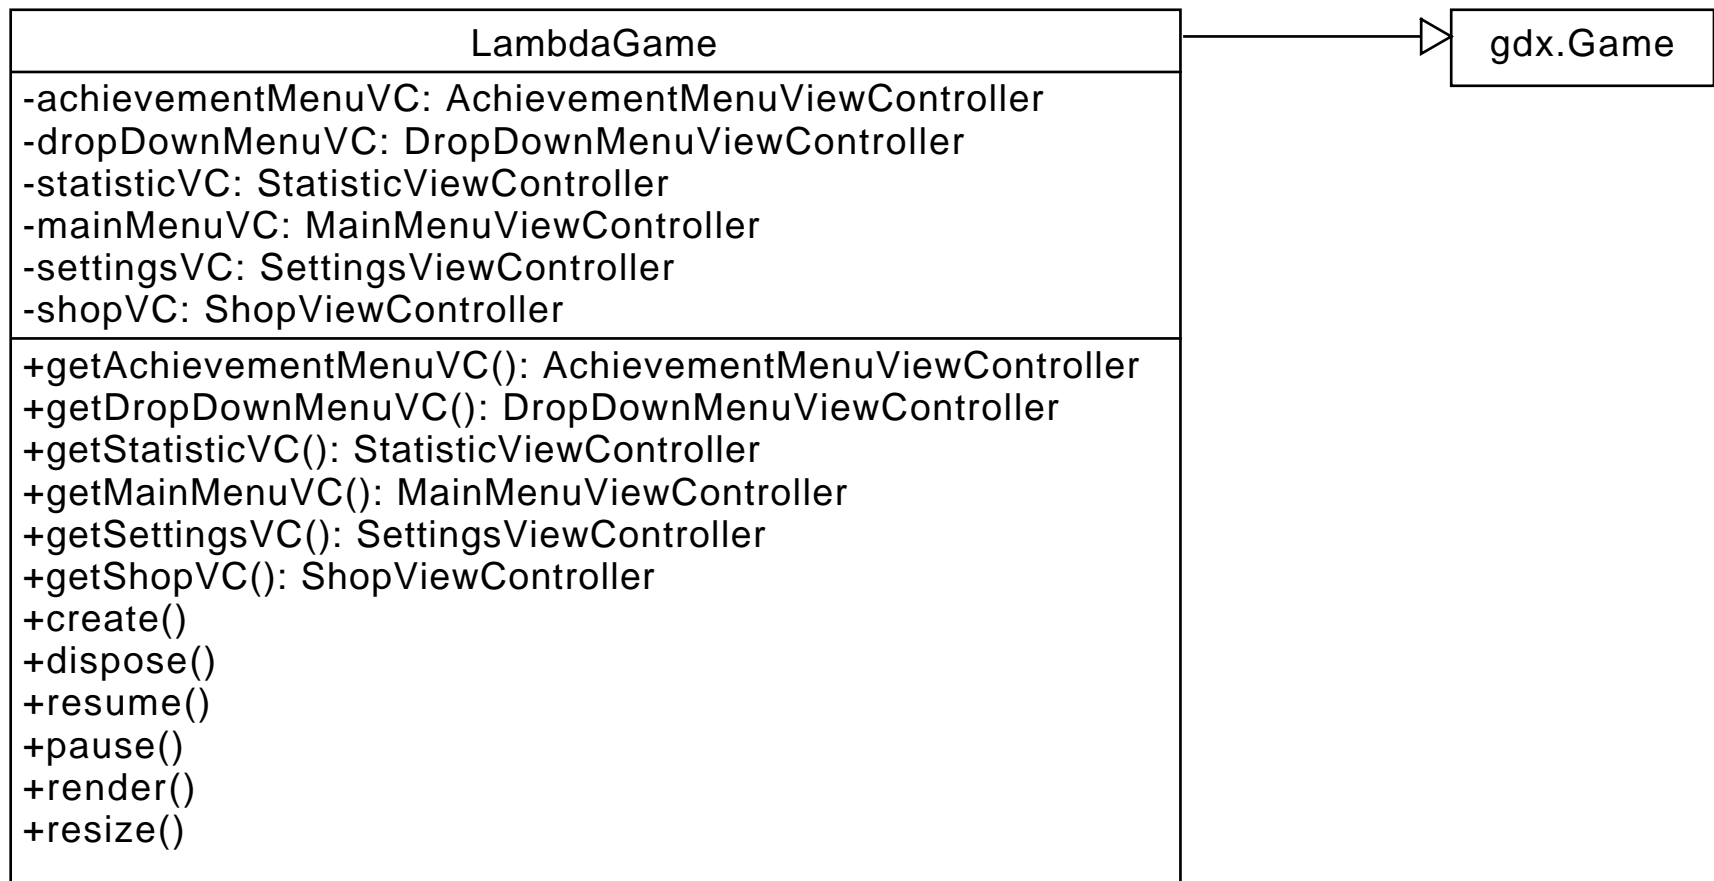 LambdaGame
gdx.Game
-achievementMenuVC: AchievementMenuViewController
-dropDownMenuVC: DropDownMenuViewController
-statisticVC: StatisticViewController
-mainMenuVC: MainMenuViewController
-settingsVC: SettingsViewController
-shopVC: ShopViewController
+getAchievementMenuVC(): AchievementMenuViewController
+getDropDownMenuVC(): DropDownMenuViewController
+getStatisticVC(): StatisticViewController
+getMainMenuVC(): MainMenuViewController
+getSettingsVC(): SettingsViewController
+getShopVC(): ShopViewController
+create()
+dispose()
+resume()
+pause()
+render()
+resize()